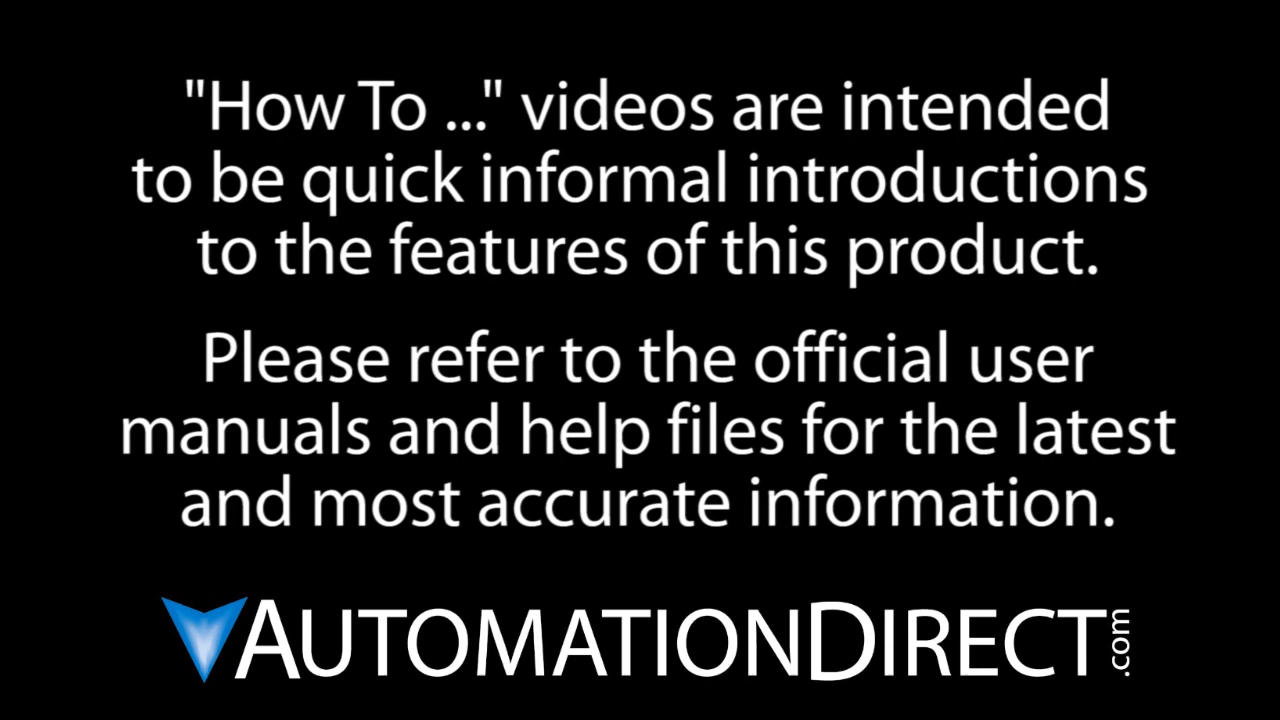 "How To ..." videos are intended
to be quick informal introductions
to the features of this product.
Please refer to the official user
manuals and help files for the latest
and most accurate information.
AUTOMATIONDIRECT.com